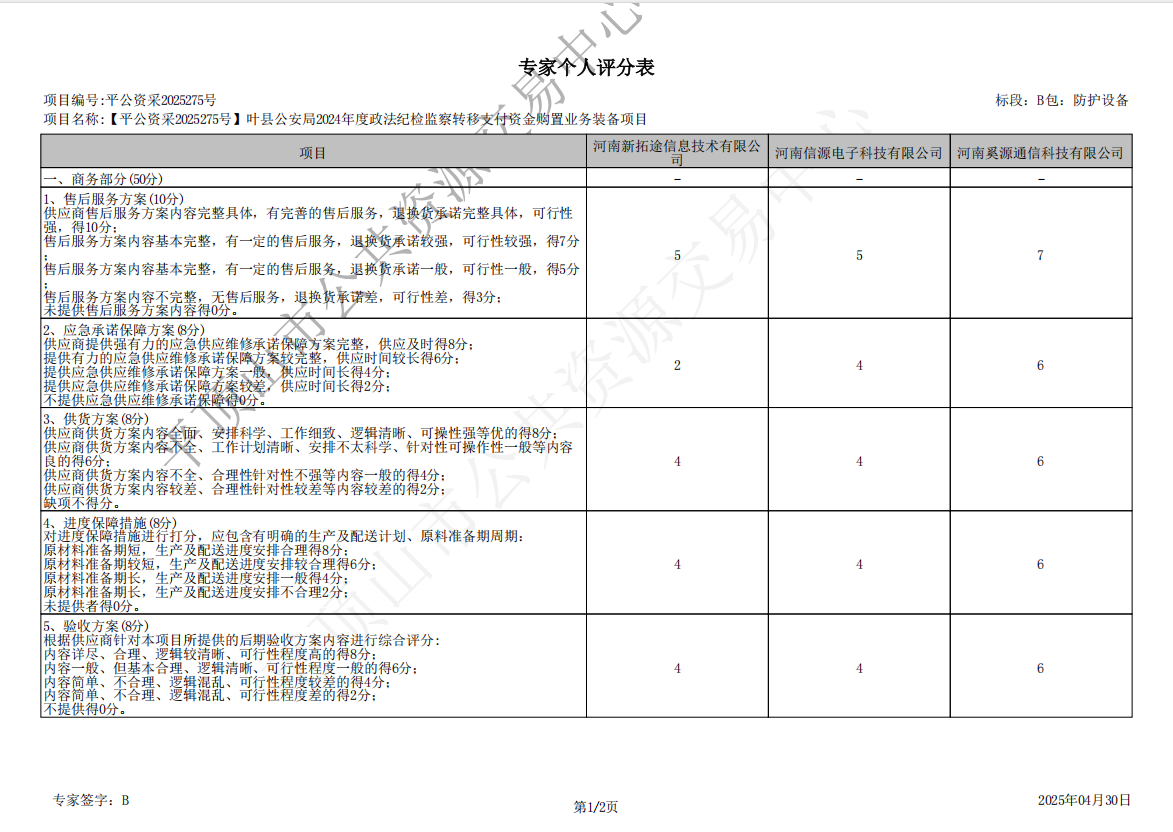 专家个人评分表
项目编号:平公资采2025275号
标段: B包: 防护设备
项目名称:【平公资采2025275号】叶县公安局2024年度政法纪检监察转移支付资金购置业务装备项目
项目
河南新拓途信息技术有限公
司
河南信源电子科技有限公司
河南奚源通信科技有限公司
一、商务部分(50分)
-
-
-
1、售后服务方案(10分)
供应商售后服务方案内容完整具体，有完善的售后服务，退换货承诺完整具体，可行性
强，得10分；
售后服务方案内容基本完整，有一定的售后服务，退换货承诺较强，可行性较强，得7分
；
售后服务方案内容基本完整，有一定的售后服务，退换货承诺一般，可行性一般，得5分
；
售后服务方案内容不完整，无售后服务，退换货承诺差，可行性差，得3分；
未提供售后服务方案内容得0分。
5
5
7
2、应急承诺保障方案(8分)
供应商提供强有力的应急供应维修承诺保障方案完整，供应及时得8分；
提供有力的应急供应维修承诺保障方案较完整，供应时间较长得6分；
提供应急供应维修承诺保障方案一般，供应时间长得4分；
提供应急供应维修承诺保障方案较差，供应时间长得2分；
不提供应急供应维修承诺保障得0分。
2
4
6
3、供货方案(8分)
供应商供货方案内容全面、安排科学、工作细致、逻辑清晰、可操性强等优的得8分；
供应商供货方案内容不全、工作计划清晰、安排不太科学、针对性可操作性一般等内容
良的得6分；
供应商供货方案内容不全、合理性针对性不强等内容一般的得4分；
供应商供货方案内容较差、合理性针对性较差等内容较差的得2分；
缺项不得分。
4
4
6
4、进度保障措施(8分)
对进度保障措施进行打分，应包含有明确的生产及配送计划、原料准备期周期：
原材料准备期短，生产及配送进度安排合理得8分；
原材料准备期较短，生产及配送进度安排较合理得6分；
原材料准备期长，生产及配送进度安排一般得4分；
原材料准备期长，生产及配送进度安排不合理2分；
未提供者得0分。
4
4
6
5、验收方案(8分)
根据供应商针对本项目所提供的后期验收方案内容进行综合评分：
内容详尽、合理、逻辑较清晰、可行性程度高的得8分；
内容一般、但基本合理、逻辑清晰、可行性程度一般的得6分；
内容简单、不合理、逻辑混乱、可行性程度较差的得4分；
内容简单、不合理、逻辑混乱、可行性程度差的得2分；
不提供得0分。
4
4
6
平顶山市公共资源交易中心
顶山市公共资源交易中心
专家签字: B
第1/2页
2025年04月30日